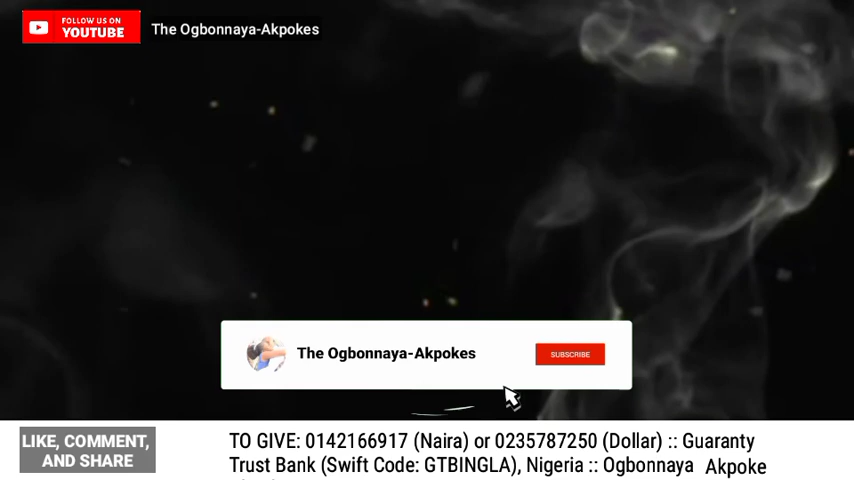 FOLLOW US ON
YOUTUBE
The Ogbonnaya-Akpokes
The Ogbonnaya-Akpokes
SUBSCRIBE
LIKE, COMMENT,
AND SHARE
TO GIVE: 0142166917 (Naira) or 0235787250 (Dollar) :: Guaranty
Trust Bank (Swift Code: GTBINGLA), Nigeria :: Ogbonnaya Akpoke